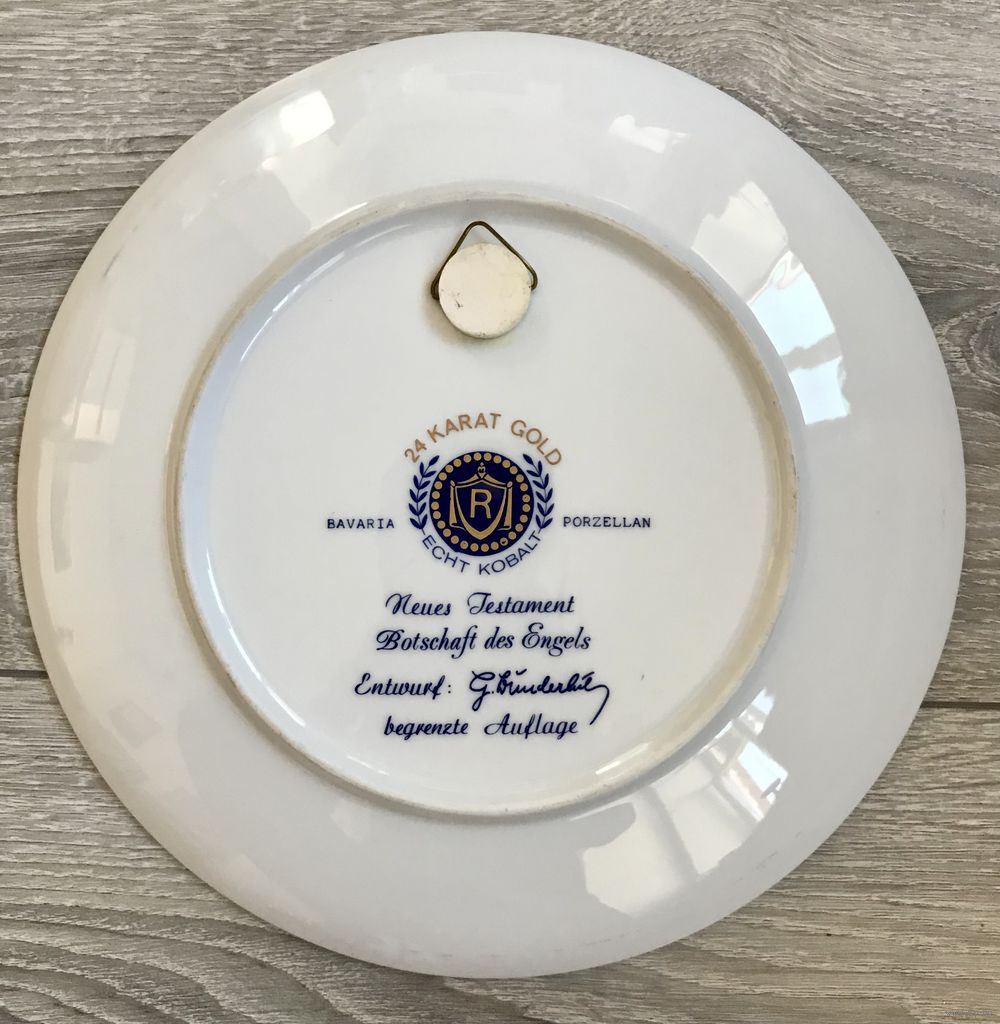 24 KARAT GOLD
R
BAVARIA PORZELLAN
ECHT KOBALT
Neues Testament
Botschaft des Engels
Entwurf: G.
begrenzte Auflage